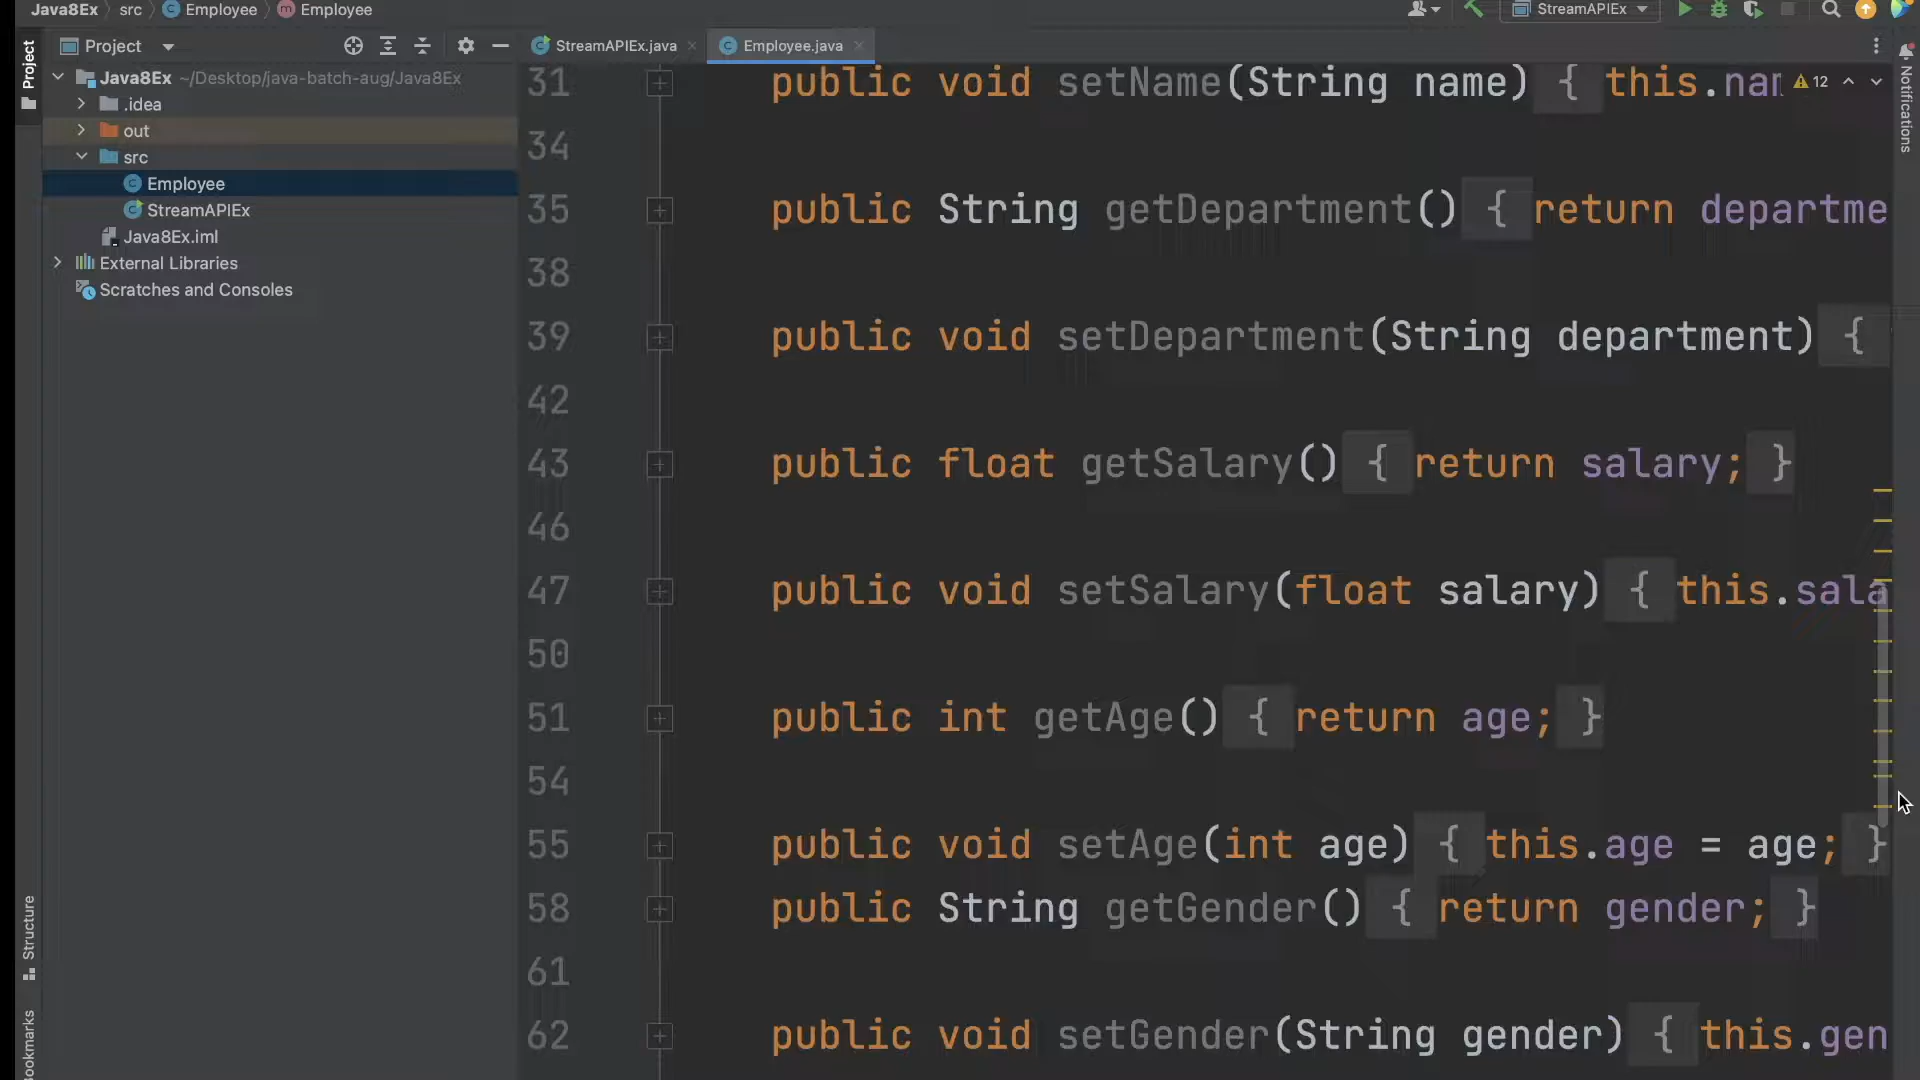 Java8Ex src Employee Employee
StreamAPIEx
Project
StreamAPIEx.java
Employee.java
Project
Java8Ex ~/Desktop/java-batch-aug/Java8Ex
.idea
out
src
Employee
StreamAPIEx
Java8Ex.iml
External Libraries
Scratches and Consoles
Structure
12
31 public void setName(String name) { this.nam
34
35 public String getDepartment() { return departme
38
39 public void setDepartment(String department) {
42
43 public float getSalary() { return salary; }
46
47 public void setSalary(float salary) { this.sala
50
51 public int getAge() { return age; }
54
55 public void setAge(int age) { this.age = age; }
58 public String getGender() { return gender; }
61
62 public void setGender(String gender) { this.gen
Notifications